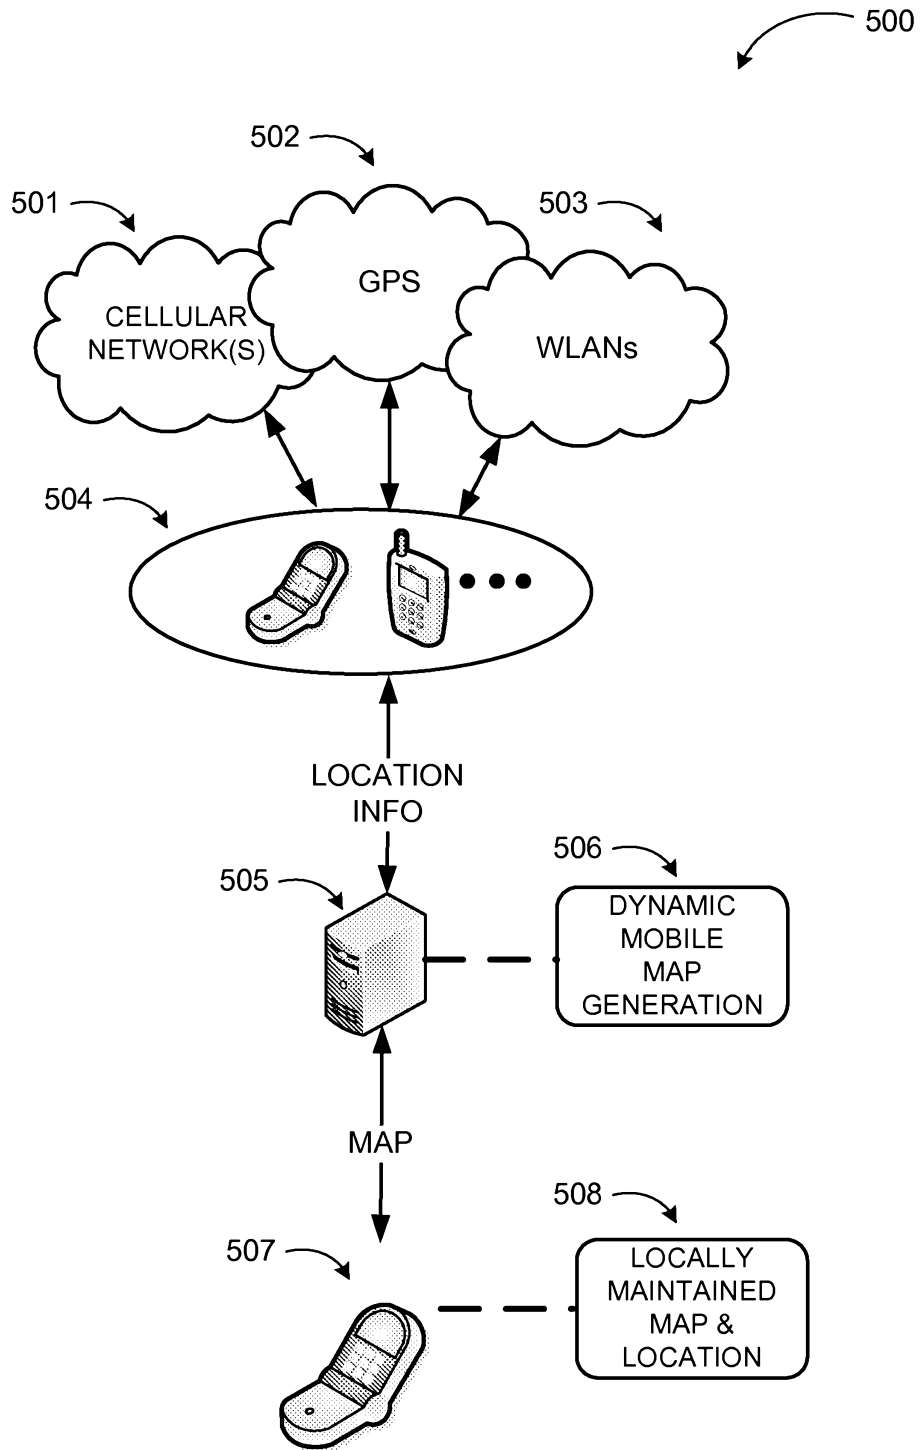 500
502
501
503
GPS
CELLULAR
NETWORK(S)
WLANs
504
LOCATION
INFO
505
506
DYNAMIC
MOBILE
MAP
GENERATION
MAP
507
508
LOCALLY
MAINTAINED
MAP &
LOCATION